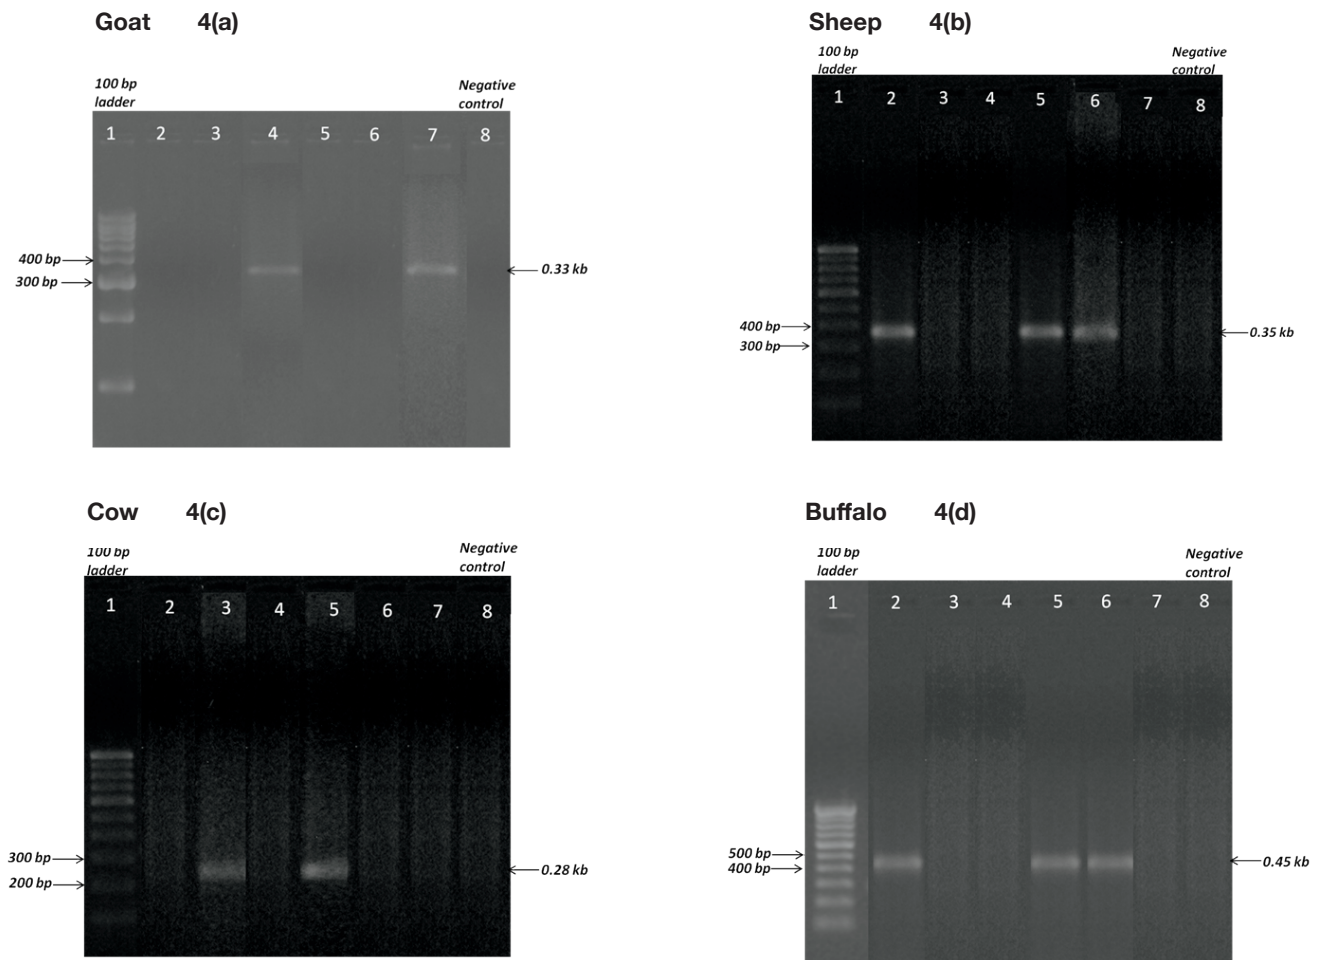 Goat 4(a)
100 bp
ladder
Negative
control
1 2 3 4 5 6 7 8
400 bp
300 bp
0.33 kb
Sheep 4(b)
100 bp
ladder
Negative
control
1 2 3 4 5 6 7 8
400 bp
300 bp
0.35 kb
Cow 4(c)
100 bp
ladder
Negative
control
1 2 3 4 5 6 7 8
300 bp
200 bp
0.28 kb
Buffalo 4(d)
100 bp
ladder
Negative
control
1 2 3 4 5 6 7 8
500 bp
400 bp
0.45 kb